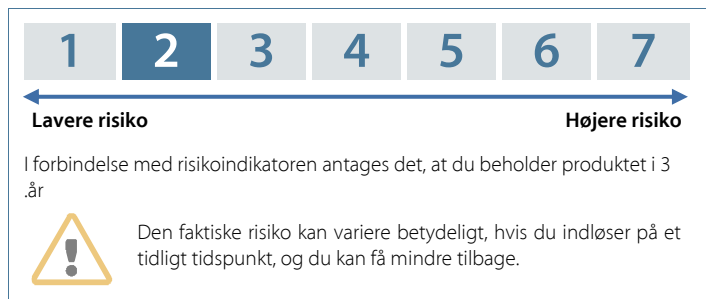 1 2 3 4 5 6 7
Lavere risiko Højere risiko
I forbindelse med risikoindikatoren antages det, at du beholder produktet i 3
.år
Den faktiske risiko kan variere betydeligt, hvis du indløser på et
tidligt tidspunkt, og du kan få mindre tilbage.